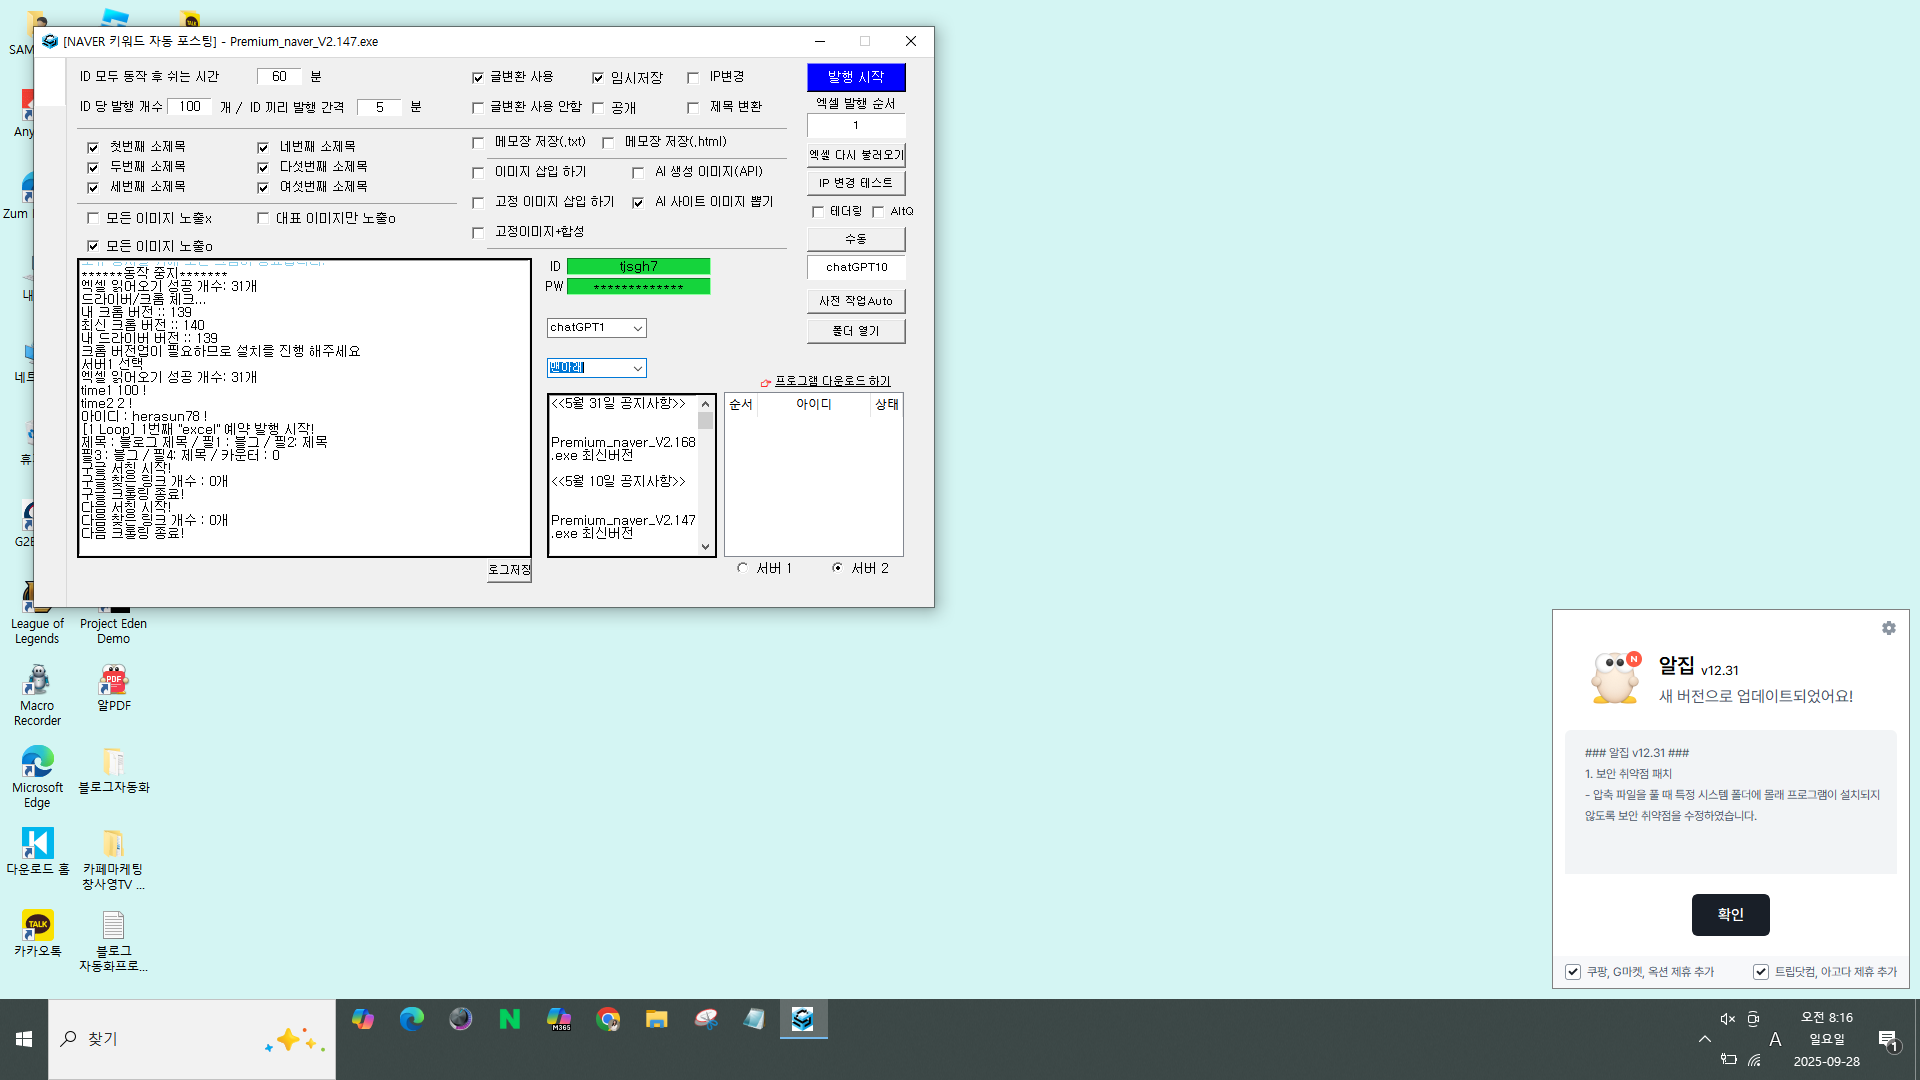 [NAVER 키워드 자동 포스팅] - Premium_naver_V2.147.exe
ID 모두 동작 후 쉬는 시간 60 분
ID 당 발행 개수 100 개 / ID 끼리 발행 간격 5 분
글변환 사용 임시저장 IP변경
글변환 사용 안함 공개 제목 변환
발행 시작
엑셀 발행 순서
1
엑셀 다시 불러오기
IP 변경 테스트
테더링 AltQ
수동
chatGPT10
사전 작업Auto
폴더 열기
첫번째 소제목 네번째 소제목
두번째 소제목 다섯번째 소제목
세번째 소제목 여섯번째 소제목
모든 이미지 노출x 대표 이미지만 노출o
모든 이미지 노출o
메모장 저장(.txt) 메모장 저장(.html)
이미지 삽입 하기 AI 생성 이미지(API)
고정 이미지 삽입 하기 AI 사이트 이미지 뽑기
고정이미지+합성
******동작 중지*******
엑셀 읽어오기 성공 개수: 31개
드라이버/크롬 체크...
내 크롬 버전 :: 139
최신 크롬 버전 :: 140
내 드라이버 버전 :: 139
크롬 버전업이 필요하므로 설치를 진행 해주세요
서버1 선택
엑셀 읽어오기 성공 개수: 31개
time1 100 !
time2 2 !
아이디 : herasun78 !
[1 Loop] 1번째 "excel" 예약 발행 시작!
제목 : 블로그 제목 / 필1 : 블그 / 필2: 제목
필3 : 블그 / 필4: 제목 / 카운터 : 0
구글 서칭 시작!
구글 찾은 링크 개수 : 0개
구글 크롤링 종료!
다음 서칭 시작!
다음 찾은 링크 개수 : 0개
다음 크롤링 종료!
로그저장
ID tjsgh7
PW *************
chatGPT1
맨아래
프로그램 다운로드 하기
<<5월 31일 공지사항>>
Premium_naver_V2.168
.exe 최신버전
<<5월 10일 공지사항>>
Premium_naver_V2.147
.exe 최신버전
순서 아이디 상태
서버 1 서버 2
SAM
Any
Zum
내
네트
휴
G2B
League of
Legends
Project Eden
Demo
Macro
Recorder
알PDF
Microsoft
Edge
블로그자동화
다운로드 홈
카페마케팅
창사영TV ...
카카오톡
블로그
자동화프로...
알집 v12.31
새 버전으로 업데이트되었어요!
### 알집 v12.31 ###
1. 보안 취약점 패치
- 압축 파일을 풀 때 특정 시스템 폴더에 몰래 프로그램이 설치되지
않도록 보안 취약점을 수정하였습니다.
확인
쿠팡, G마켓, 옥션 제휴 추가 트립닷컴, 아고다 제휴 추가
찾기
M365
A
오전 8:16
일요일
2025-09-28
1